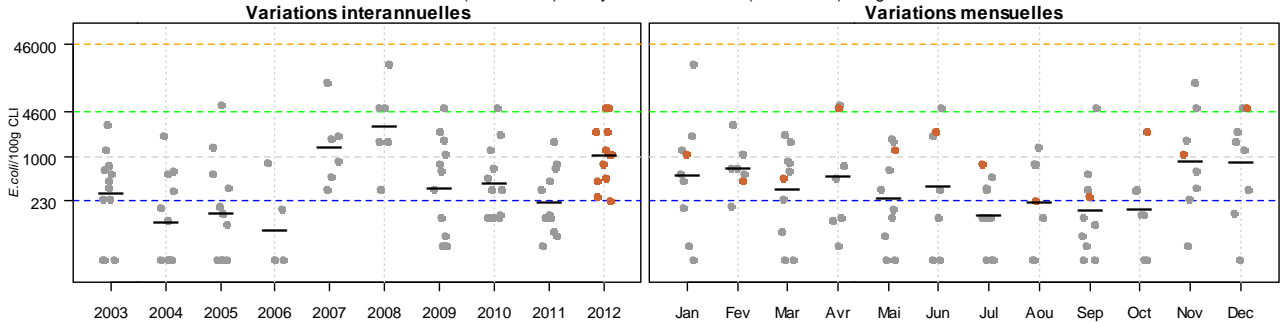 Variations interannuelles
Variations mensuelles
E.coli/100g CLI
46000
4600
1000
230
2003 2004 2005 2006 2007 2008 2009 2010 2011 2012
Jan Fev Mar Avr Mai Jun Jul Aou Sep Oct Nov Dec